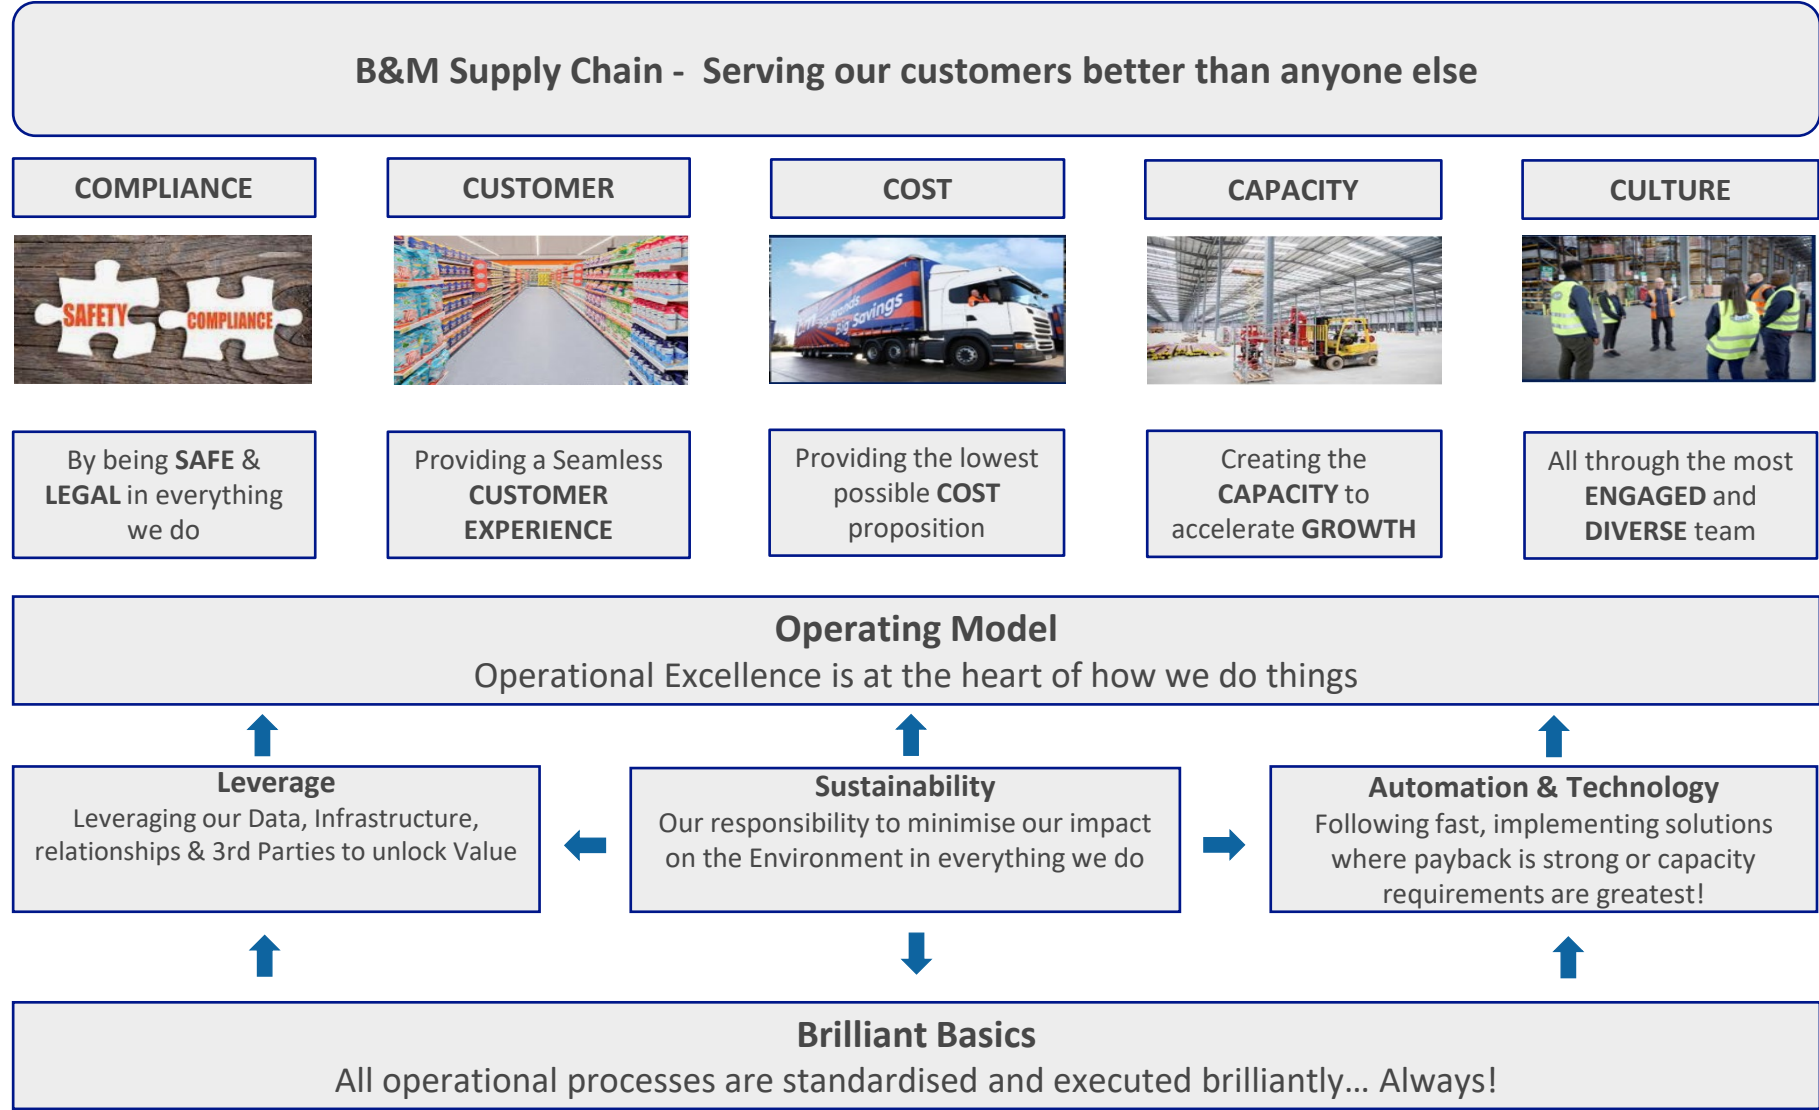 B&M Supply Chain - Serving our customers better than anyone else
COMPLIANCE
CUSTOMER
COST
CAPACITY
CULTURE
SAFETY
COMPLIANCE
Big Brands
Big Savings
By being SAFE &
LEGAL in everything
we do
Providing a Seamless
CUSTOMER
EXPERIENCE
Providing the lowest
possible COST
proposition
Creating the
CAPACITY to
accelerate GROWTH
All through the most
ENGAGED and
DIVERSE team
Operating Model
Operational Excellence is at the heart of how we do things
Leverage
Leveraging our Data, Infrastructure,
relationships & 3rd Parties to unlock Value
Sustainability
Our responsibility to minimise our impact
on the Environment in everything we do
Automation & Technology
Following fast, implementing solutions
where payback is strong or capacity
requirements are greatest!
Brilliant Basics
All operational processes are standardised and executed brilliantly… Always!